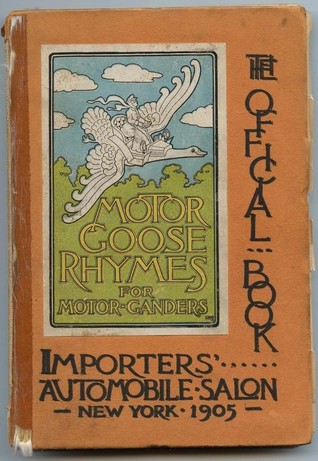 THE OFFICIAL BOOK
MOTOR
GOOSE
RHYMES
FOR
MOTOR-GANDERS
IMPORTERS'......
AUTOMOBILE·SALON
— NEW YORK · 1905 —